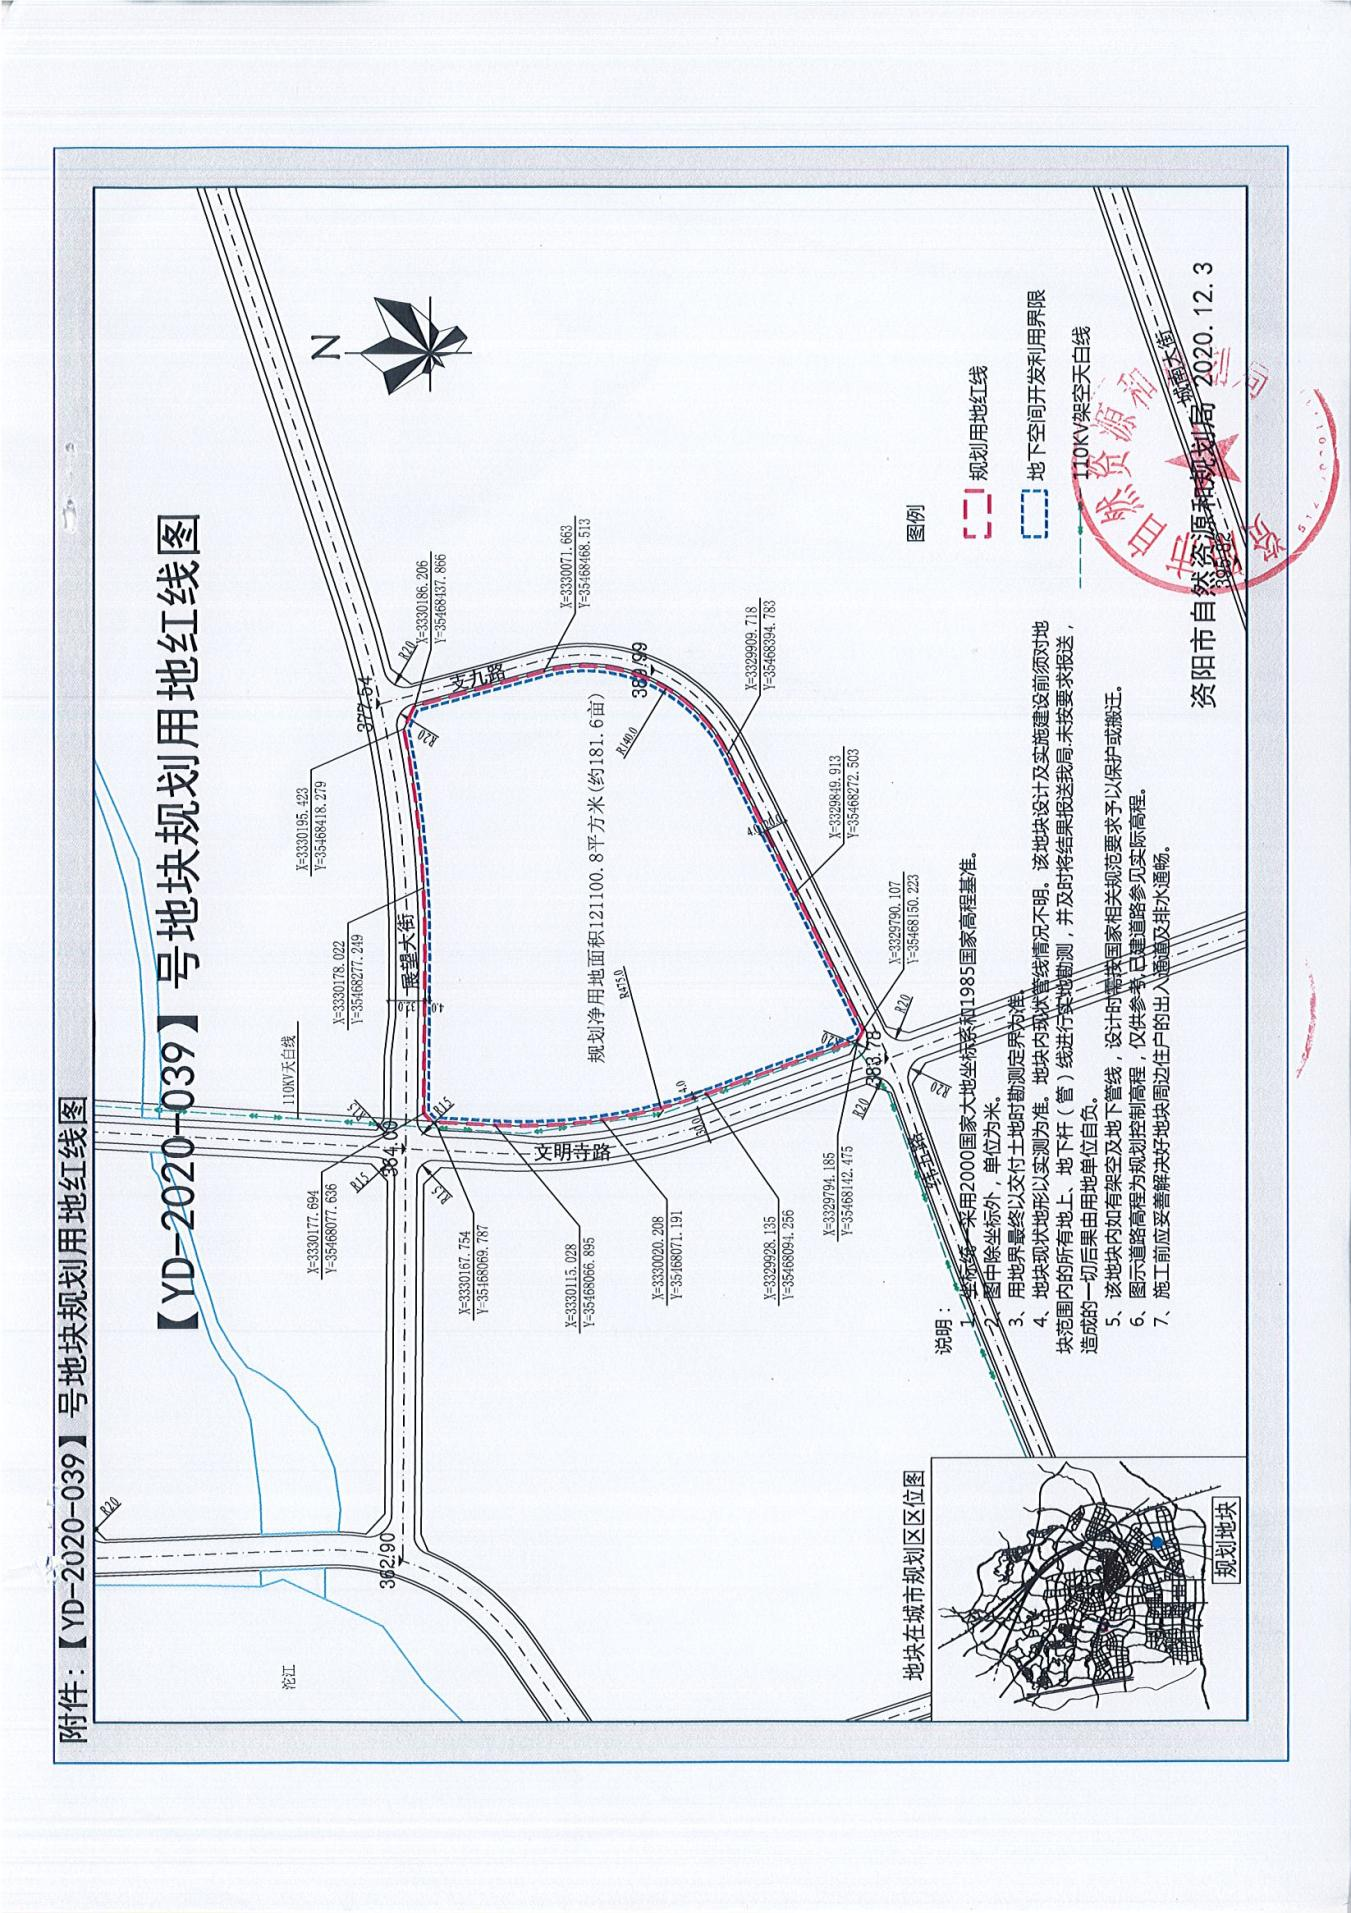 附件:【YD-2020-039】号地块规划用地红线图
【YD-2020-039】号地块规划用地红线图
N
沱江
R20
362.90
110KV天白线
R15
R15
R15
R15
364.00
X=3330177.694
Y=35468077.636
X=3330167.754
Y=35468069.787
X=3330115.028
Y=35468066.895
X=3330020.208
Y=35468071.191
X=3329928.135
Y=35468094.256
X=3329794.185
Y=35468142.475
X=3330178.022
Y=35468277.249
X=3330195.423
Y=35468418.279
X=3330186.206
Y=35468437.866
X=3330071.663
Y=35468468.513
X=3329909.718
Y=35468394.783
X=3329849.913
Y=35468272.503
X=3329790.107
Y=35468150.223
展望大街
文明寺路
支九路
377.54
R20
R20
R140.0
R475.0
规划净用地面积121100.8平方米(约181.6亩)
4.0
4.0
383.78
R20
R20
R20
城南大街
图例
规划用地红线
地下空间开发利用界限
110KV架空天白线
说明:
1、坐标统一采用2000国家大地坐标系和1985国家高程基准。
2、图中除坐标外,单位为米。
3、用地界最终以交付土地时勘测定界为准。
4、地块现状地形以实测为准。地块内现状管线情况不明。该地块设计及实施建设前须对地
块范围内的所有地上、地下杆(管)线进行实地勘测,并及时将结果报送我局.未按要求报送,
造成的一切后果由用地单位自负。
5、该地块内如有架空及地下管线,设计时需按国家相关规范要求予以保护或搬迁。
6、图示道路高程为规划控制高程,仅供参考,已建道路参见实际高程。
7、施工前应妥善解决好地块周边住户的出入通道及排水通畅。
资阳市自然资源和规划局 2020.12.3
地块在城市规划区区位图
规划地块